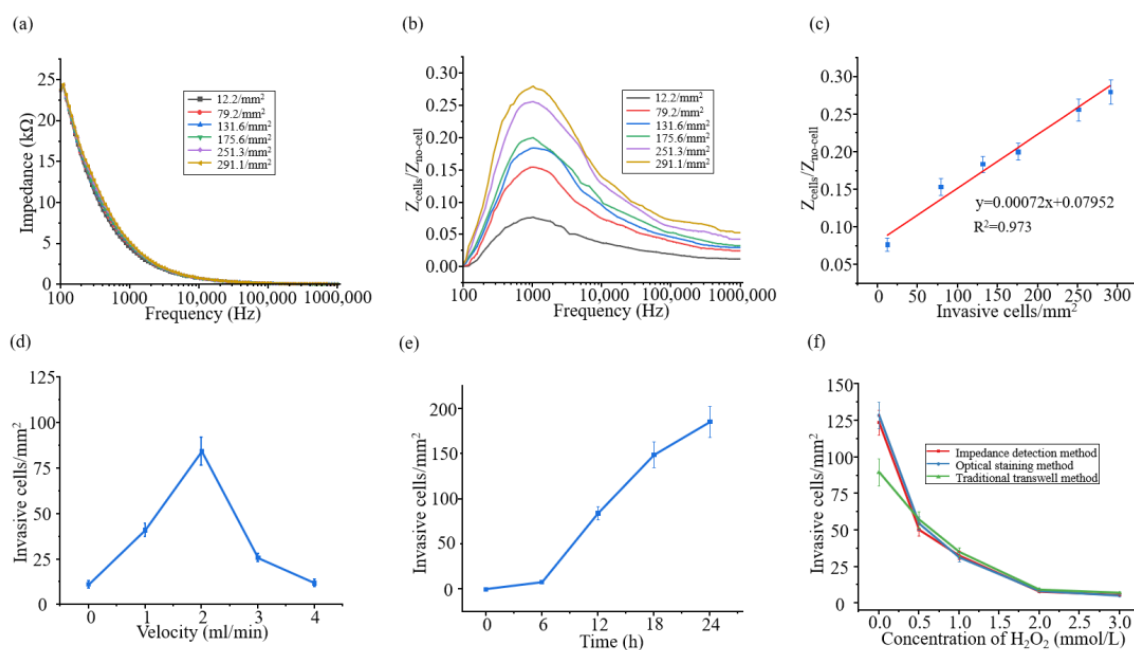 (a)
Impedance (kΩ)
25
20
15
10
5
0
100
1000
10,000
100,000
1000,000
Frequency (Hz)
12.2/mm²
79.2/mm²
131.6/mm²
175.6/mm²
251.3/mm²
291.1/mm²
(b)
Z_cells/Z_no-cell
0.30
0.25
0.20
0.15
0.10
0.05
0.00
100
1000
10,000
100,000
1000,000
Frequency (Hz)
12.2/mm²
79.2/mm²
131.6/mm²
175.6/mm²
251.3/mm²
291.1/mm²
(c)
Z_cells/Z_no-cell
0.30
0.25
0.20
0.15
0.10
0.05
y=0.00072x+0.07952
R²=0.973
0
50
100
150
200
250
300
Invasive cells/mm²
(d)
Invasive cells/mm²
125
100
75
50
25
0
0
1
2
3
4
Velocity (ml/min)
(e)
Invasive cells/mm²
200
150
100
50
0
0
6
12
18
24
Time (h)
(f)
Invasive cells/mm²
150
125
100
75
50
25
0
Impedance detection method
Optical staining method
Traditional transwell method
0.0
0.5
1.0
1.5
2.0
2.5
3.0
Concentration of H₂O₂ (mmol/L)